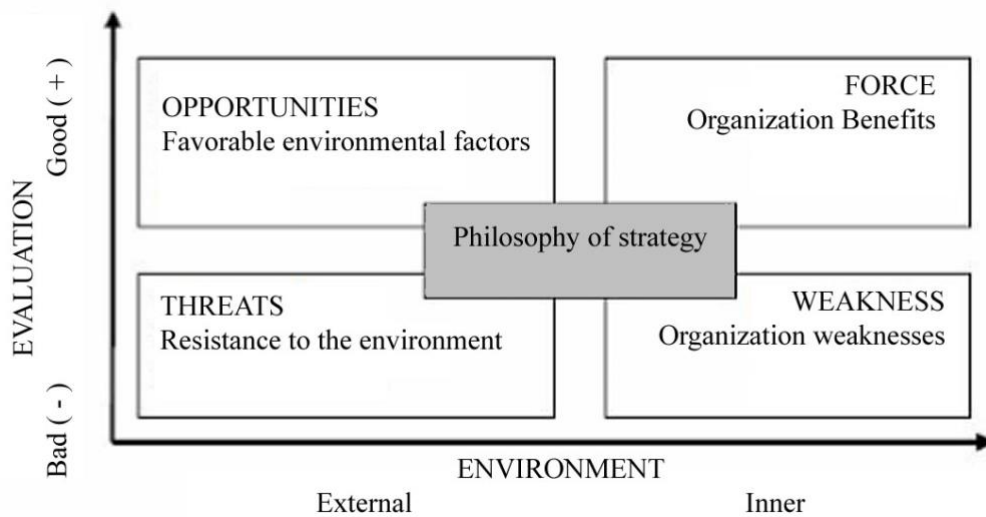 EVALUATION
Good ( + )
Bad ( - )
OPPORTUNITIES
Favorable environmental factors
FORCE
Organization Benefits
Philosophy of strategy
THREATS
Resistance to the environment
WEAKNESS
Organization weaknesses
ENVIRONMENT
External
Inner